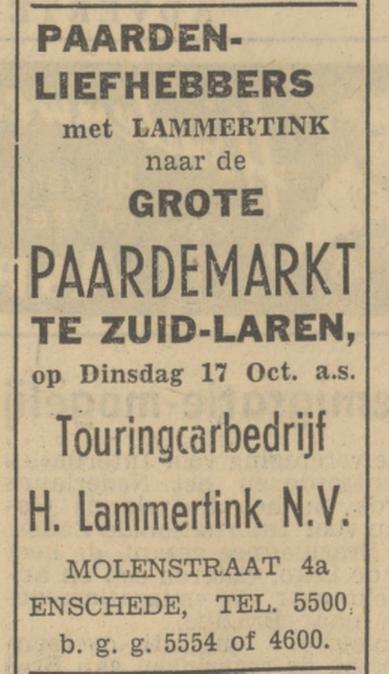 PAARDEN-
LIEFHEBBERS
met LAMMERTINK
naar de
GROTE
PAARDEMARKT
TE ZUID-LAREN,
op Dinsdag 17 Oct. a.s.
Touringcarbedrijf
H. Lammertink N.V.
MOLENSTRAAT 4a
ENSCHEDE, TEL. 5500
b. g. g. 5554 of 4600.